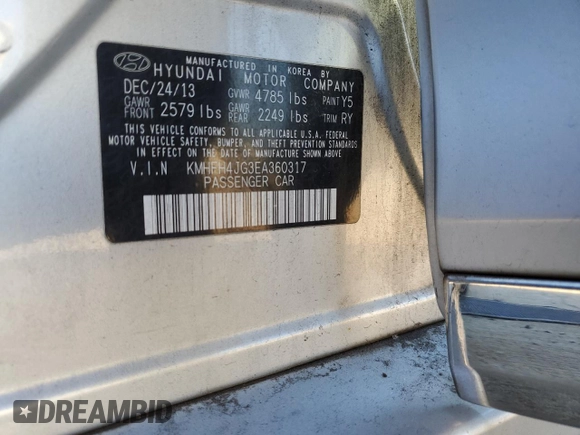 MANUFACTURED IN KOREA BY
HYUNDAI MOTOR COMPANY
DEC/24/13 GVWR 4785 lbs PAINT Y5
GAWR FRONT 2579 lbs GAWR REAR 2249 lbs TRIM RY
THIS VEHICLE CONFORMS TO ALL APPLICABLE U.S.A. FEDERAL
MOTOR VEHICLE SAFETY, BUMPER, AND THEFT PREVENTION STANDARDS
IN EFFECT ON THE DATE OF MANUFACTURE SHOWN ABOVE.
V.I.N KMHFH4JG3EA360317
PASSENGER CAR
DREAMBID